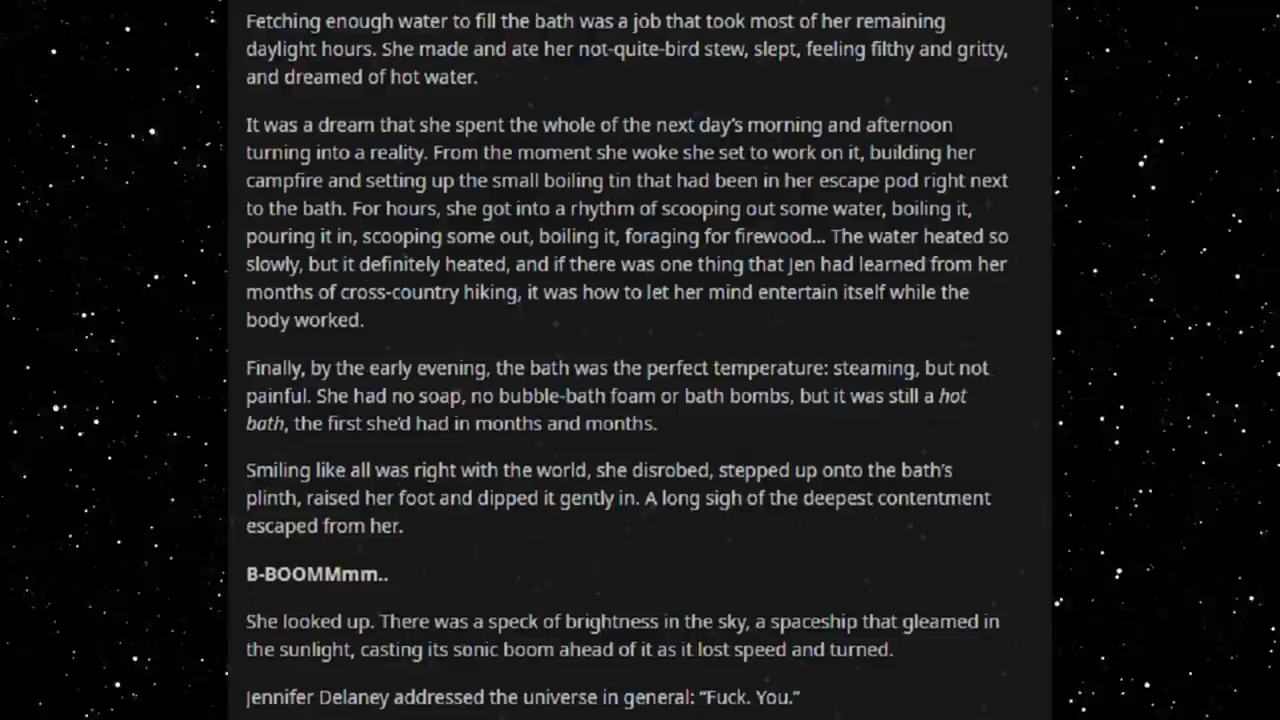 Fetching enough water to fill the bath was a job that took most of her remaining
daylight hours. She made and ate her not-quite-bird stew, slept, feeling filthy and gritty,
and dreamed of hot water.
It was a dream that she spent the whole of the next day's morning and afternoon
turning into a reality. From the moment she woke she set to work on it, building her
campfire and setting up the small boiling tin that had been in her escape pod right next
to the bath. For hours, she got into a rhythm of scooping out some water, boiling it,
pouring it in, scooping some out, boiling it, foraging for firewood... The water heated so
slowly, but it definitely heated, and if there was one thing that Jen had learned from her
months of cross-country hiking, it was how to let her mind entertain itself while the
body worked.
Finally, by the early evening, the bath was the perfect temperature: steaming, but not
painful. She had no soap, no bubble-bath foam or bath bombs, but it was still a hot
bath, the first she'd had in months and months.
Smiling like all was right with the world, she disrobed, stepped up onto the bath's
plinth, raised her foot and dipped it gently in. A long sigh of the deepest contentment
escaped from her.
B-BOOMMmm..
She looked up. There was a speck of brightness in the sky, a spaceship that gleamed in
the sunlight, casting its sonic boom ahead of it as it lost speed and turned.
Jennifer Delaney addressed the universe in general: “Fuck. You.”